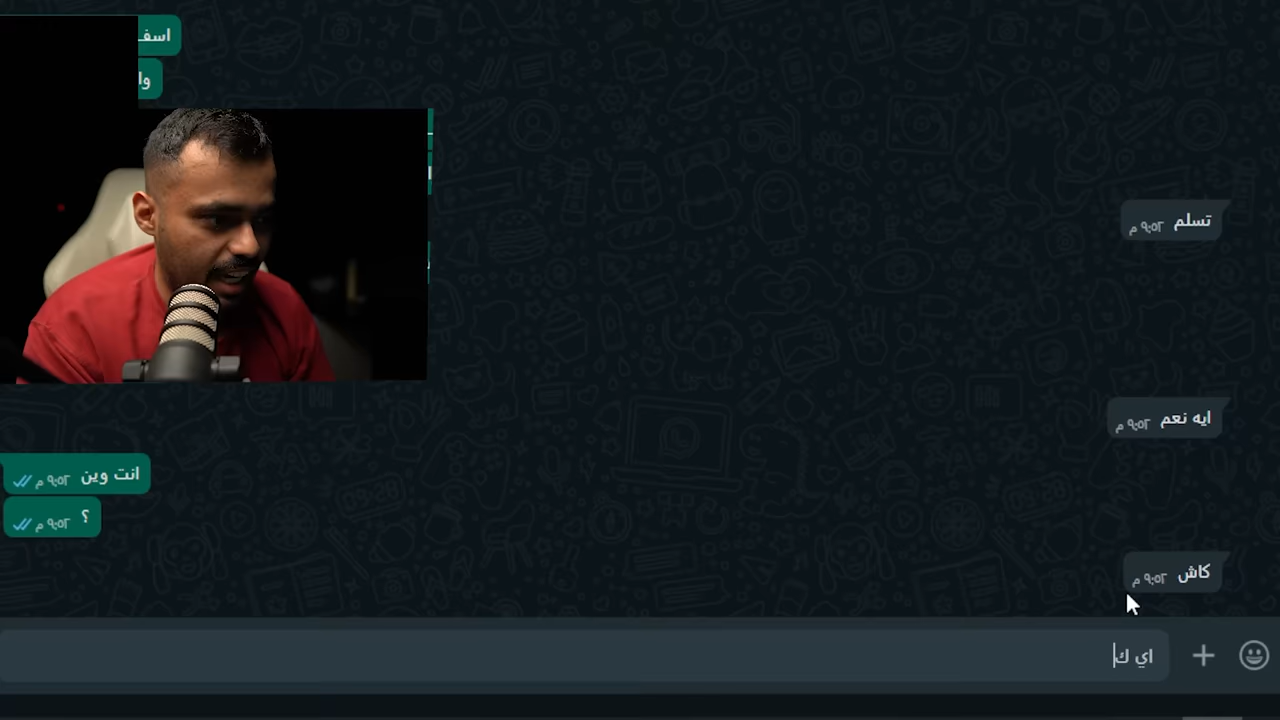 تسلم ٩:٥٢ م
ايه نعم ٩:٥٢ م
انت وين ٩:٥٢ م
؟ ٩:٥٢ م
كاش ٩:٥٢ م
اي ك